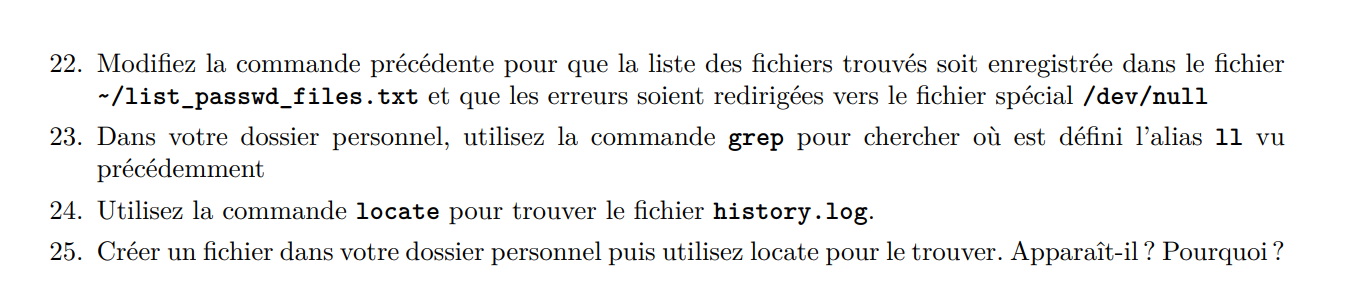 22. Modifiez la commande précédente pour que la liste des fichiers trouvés soit enregistrée dans le fichier
~/list_passwd_files.txt et que les erreurs soient redirigées vers le fichier spécial /dev/null
23. Dans votre dossier personnel, utilisez la commande grep pour chercher où est défini l'alias ll vu
précédemment
24. Utilisez la commande locate pour trouver le fichier history.log.
25. Créer un fichier dans votre dossier personnel puis utilisez locate pour le trouver. Apparaît-il ? Pourquoi ?